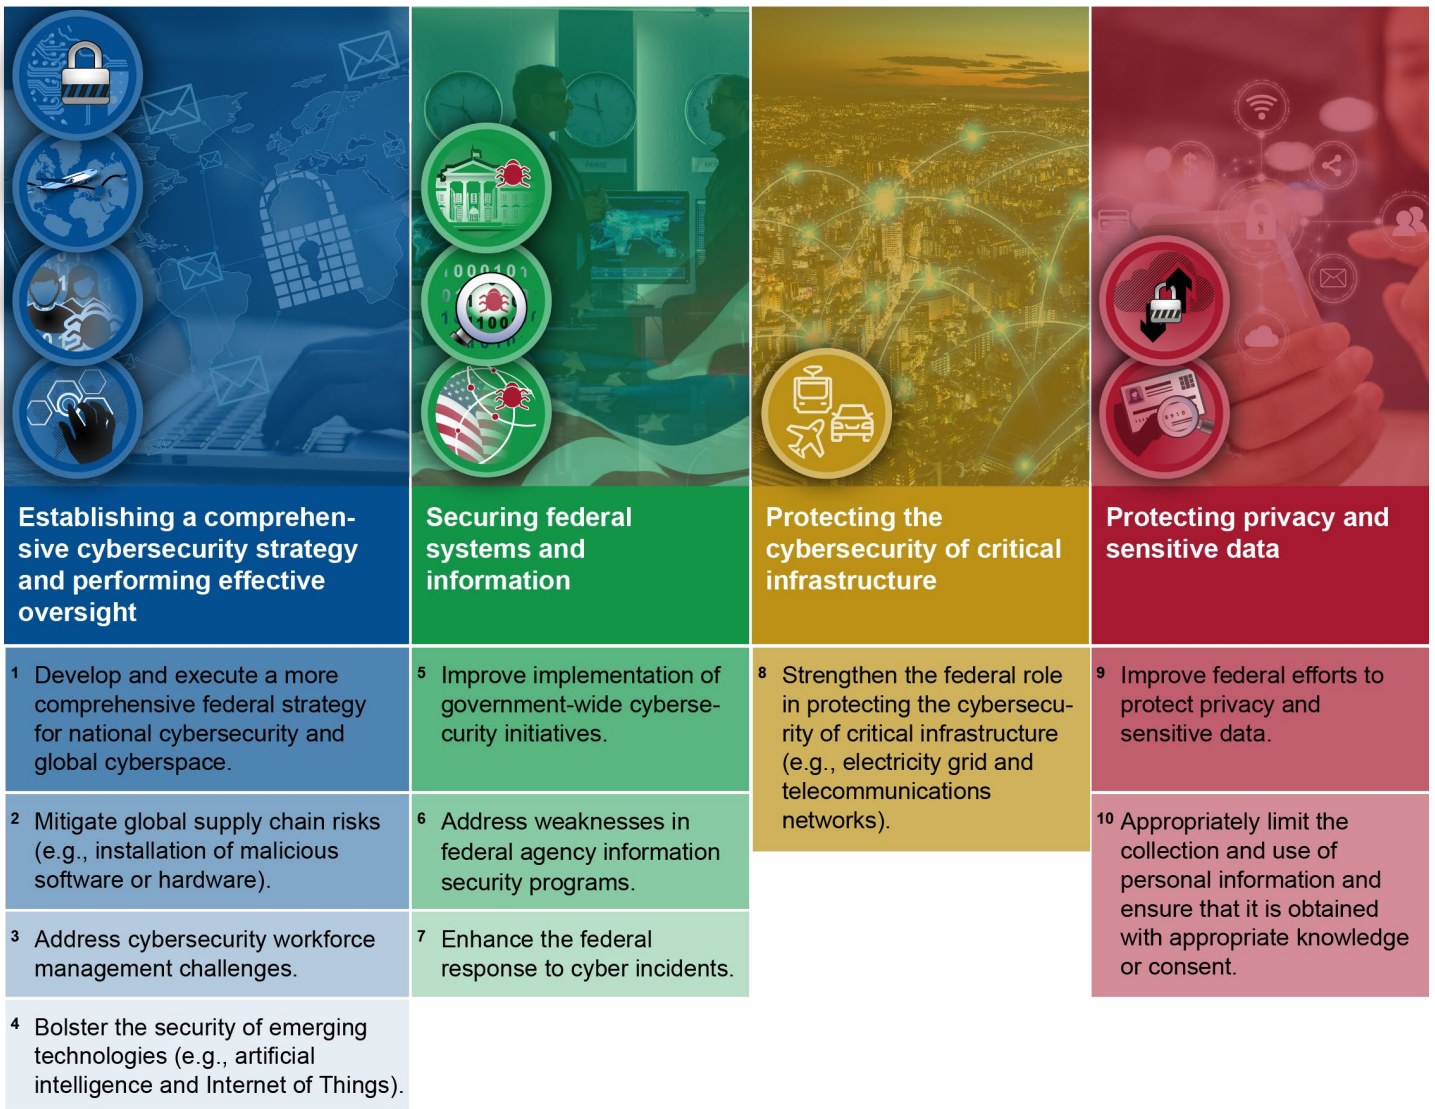 PARIS
Establishing a comprehen-
sive cybersecurity strategy
and performing effective
oversight
1 Develop and execute a more
comprehensive federal strategy
for national cybersecurity and
global cyberspace.
2 Mitigate global supply chain risks
(e.g., installation of malicious
software or hardware).
3 Address cybersecurity workforce
management challenges.
4 Bolster the security of emerging
technologies (e.g., artificial
intelligence and Internet of Things).
Securing federal
systems and
information
5 Improve implementation of
government-wide cyberse-
curity initiatives.
6 Address weaknesses in
federal agency information
security programs.
7 Enhance the federal
response to cyber incidents.
Protecting the
cybersecurity of critical
infrastructure
8 Strengthen the federal role
in protecting the cybersecu-
rity of critical infrastructure
(e.g., electricity grid and
telecommunications
networks).
Protecting privacy and
sensitive data
9 Improve federal efforts to
protect privacy and
sensitive data.
10 Appropriately limit the
collection and use of
personal information and
ensure that it is obtained
with appropriate knowledge
or consent.